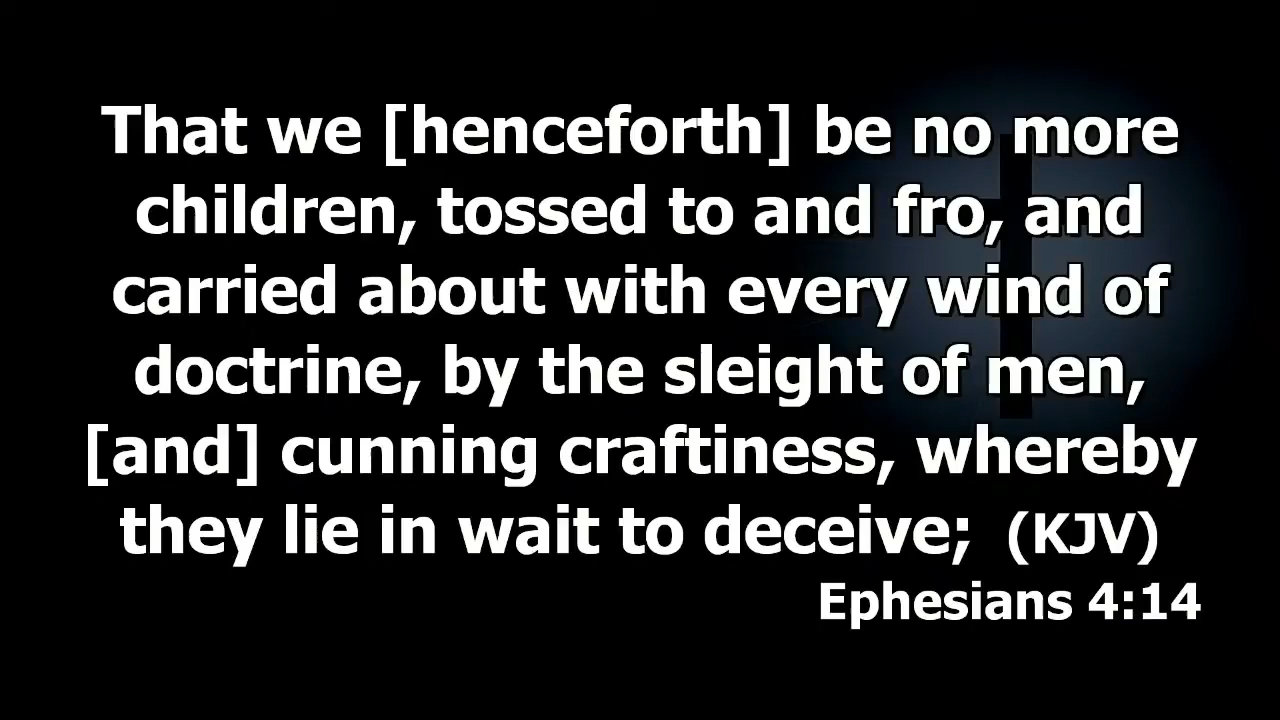 That we [henceforth] be no more
children, tossed to and fro, and
carried about with every wind of
doctrine, by the sleight of men,
[and] cunning craftiness, whereby
they lie in wait to deceive; (KJV)
Ephesians 4:14